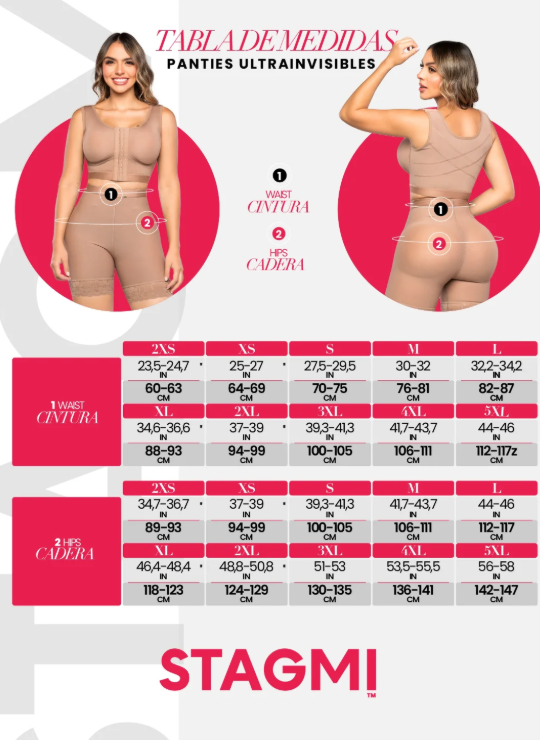 TABLA DE MEDIDAS
PANTIES ULTRAINVISIBLES
1
WAIST
CINTURA
2
HIPS
CADERA
1
2
1
2
2XS XS S M L
23,5-24,7 " 25-27 " 27,5-29,5 30-32 32,2-34,2
IN IN IN IN IN
60-63 64-69 70-75 76-81 82-87
CM CM CM CM CM
1 WAIST
CINTURA
XL 2XL 3XL 4XL 5XL
34,6-36,6 " 37-39 " 39,3-41,3 41,7-43,7 44-46
IN IN IN IN IN
88-93 94-99 100-105 106-111 112-117z
CM CM CM CM CM
2XS XS S M L
34,7-36,7 " 37-39 " 39,3-41,3 41,7-43,7 44-46
IN IN IN IN IN
89-93 94-99 100-105 106-111 112-117
CM CM CM CM CM
2 HIPS
CADERA
XL 2XL 3XL 4XL 5XL
46,4-48,4 " 48,8-50,8 " 51-53 53,5-55,5 56-58
IN IN IN IN IN
118-123 124-129 130-135 136-141 142-147
CM CM CM CM CM
STAGMI
™